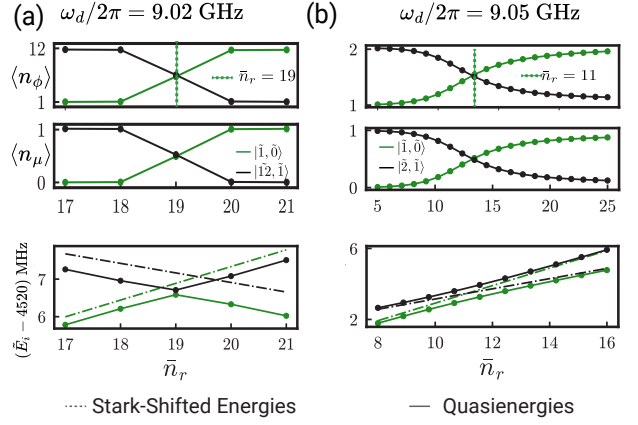 (a) ω_d/2π = 9.02 GHz
(b) ω_d/2π = 9.05 GHz
⟨n_ϕ⟩
12
1
n̄_r = 19
2
1
n̄_r = 11
⟨n_μ⟩
1
0
|1̃, 0̃⟩
|1̃2, 1̃⟩
17 18 19 20 21
1
0
|1̃, 0̃⟩
|2̃, 1̃⟩
5 10 15 20 25
(Ẽ_i − 4520) MHz
7
6
17 18 19 20 21
n̄_r
6
2
8 10 12 14 16
n̄_r
Stark-Shifted Energies
Quasienergies